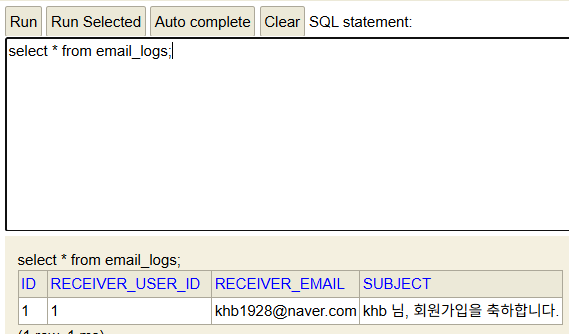 Run Run Selected Auto complete Clear SQL statement:
select * from email_logs;
select * from email_logs;
ID RECEIVER_USER_ID RECEIVER_EMAIL SUBJECT
1 1 khb1928@naver.com khb 님, 회원가입을 축하합니다.
(1 row, 1 ms)